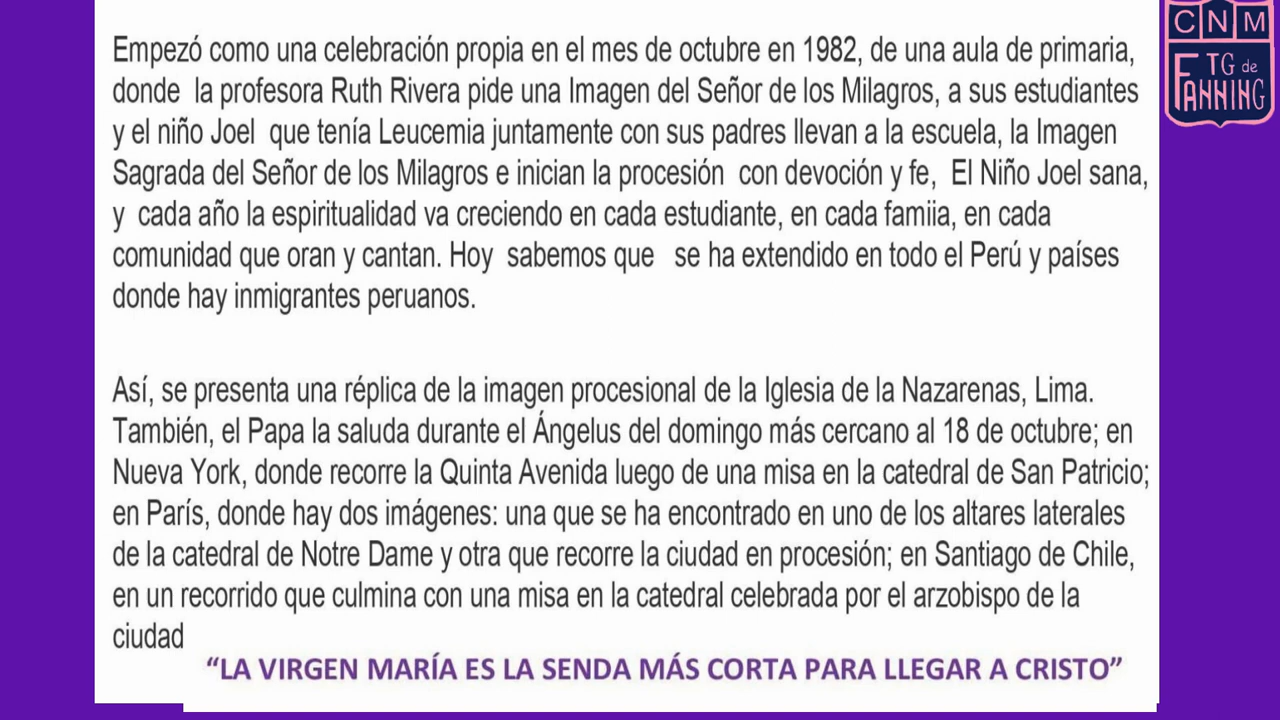 CNM
TG de
FANNING
Empezó como una celebración propia en el mes de octubre en 1982, de una aula de primaria,
donde la profesora Ruth Rivera pide una Imagen del Señor de los Milagros, a sus estudiantes
y el niño Joel que tenía Leucemia juntamente con sus padres llevan a la escuela, la Imagen
Sagrada del Señor de los Milagros e inician la procesión con devoción y fe, El Niño Joel sana,
y cada año la espiritualidad va creciendo en cada estudiante, en cada famiia, en cada
comunidad que oran y cantan. Hoy sabemos que se ha extendido en todo el Perú y países
donde hay inmigrantes peruanos.
Así, se presenta una réplica de la imagen procesional de la Iglesia de la Nazarenas, Lima.
También, el Papa la saluda durante el Ángelus del domingo más cercano al 18 de octubre; en
Nueva York, donde recorre la Quinta Avenida luego de una misa en la catedral de San Patricio;
en París, donde hay dos imágenes: una que se ha encontrado en uno de los altares laterales
de la catedral de Notre Dame y otra que recorre la ciudad en procesión; en Santiago de Chile,
en un recorrido que culmina con una misa en la catedral celebrada por el arzobispo de la
ciudad
“LA VIRGEN MARÍA ES LA SENDA MÁS CORTA PARA LLEGAR A CRISTO”